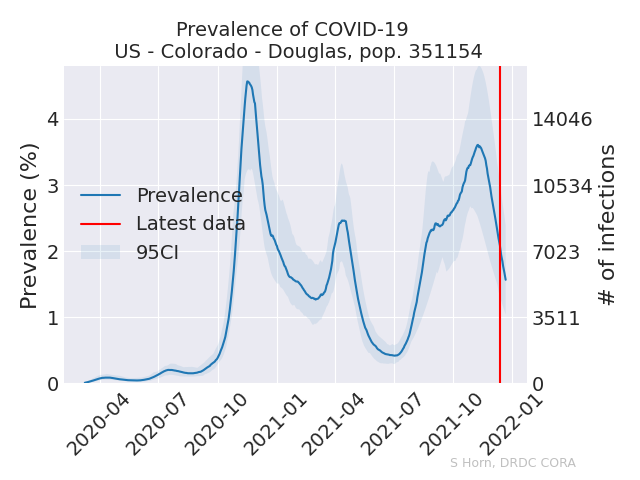 Prevalence of COVID-19
US - Colorado - Douglas, pop. 351154
Prevalence (%)
4
3
2
1
0
Prevalence
Latest data
95CI
14046
10534
7023
3511
0
# of infections
2020-04
2020-07
2020-10
2021-01
2021-04
2021-07
2021-10
2022-01
S Horn, DRDC CORA